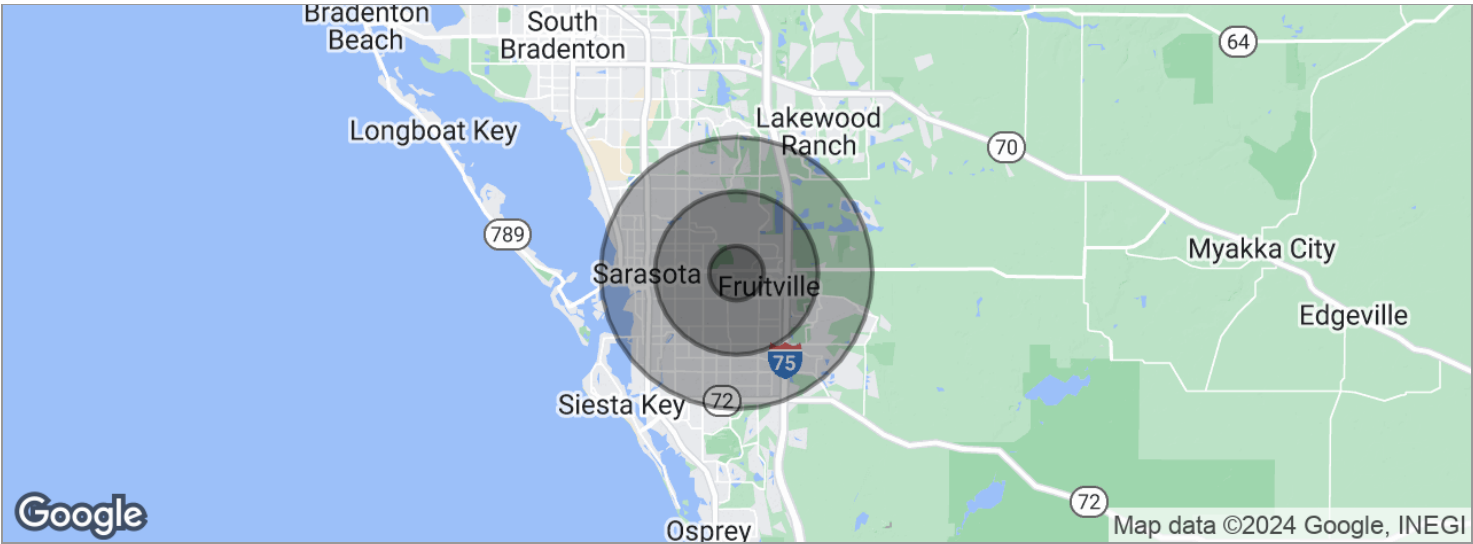 Bradenton
Beach
South
Bradenton
64
Longboat Key
Lakewood
Ranch
70
789
Myakka City
Sarasota
Fruitville
Edgeville
75
Siesta Key
72
72
Google
Osprey
Map data ©2024 Google, INEGI